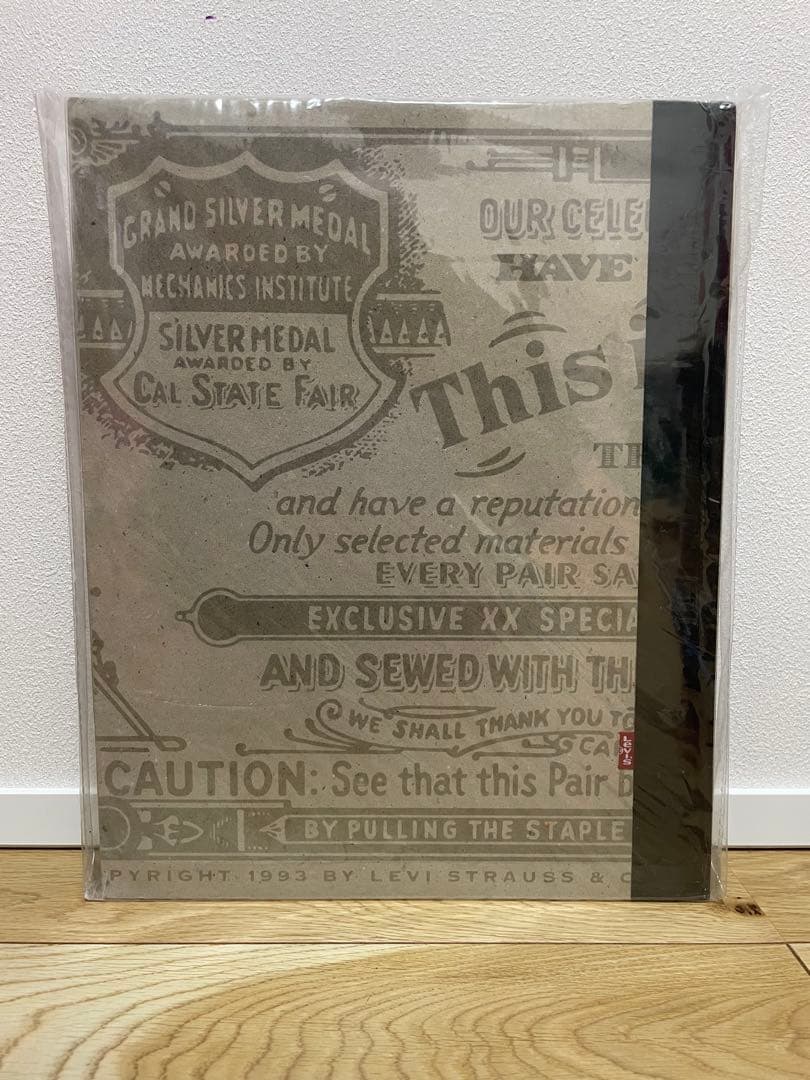 GRAND SILVER MEDAL
AWARDED BY
MECHANICS INSTITUTE
SILVER MEDAL
AWARDED BY
CAL STATE FAIR
OUR CELE
HAVE
This i
TH
and have a reputation
Only selected materials
EVERY PAIR SA
EXCLUSIVE XX SPECIA
AND SEWED WITH TH
WE SHALL THANK YOU TO
CAR
LEVI'S
CAUTION: See that this Pair b
BY PULLING THE STAPLE
PYRIGHT 1993 BY LEVI STRAUSS & C